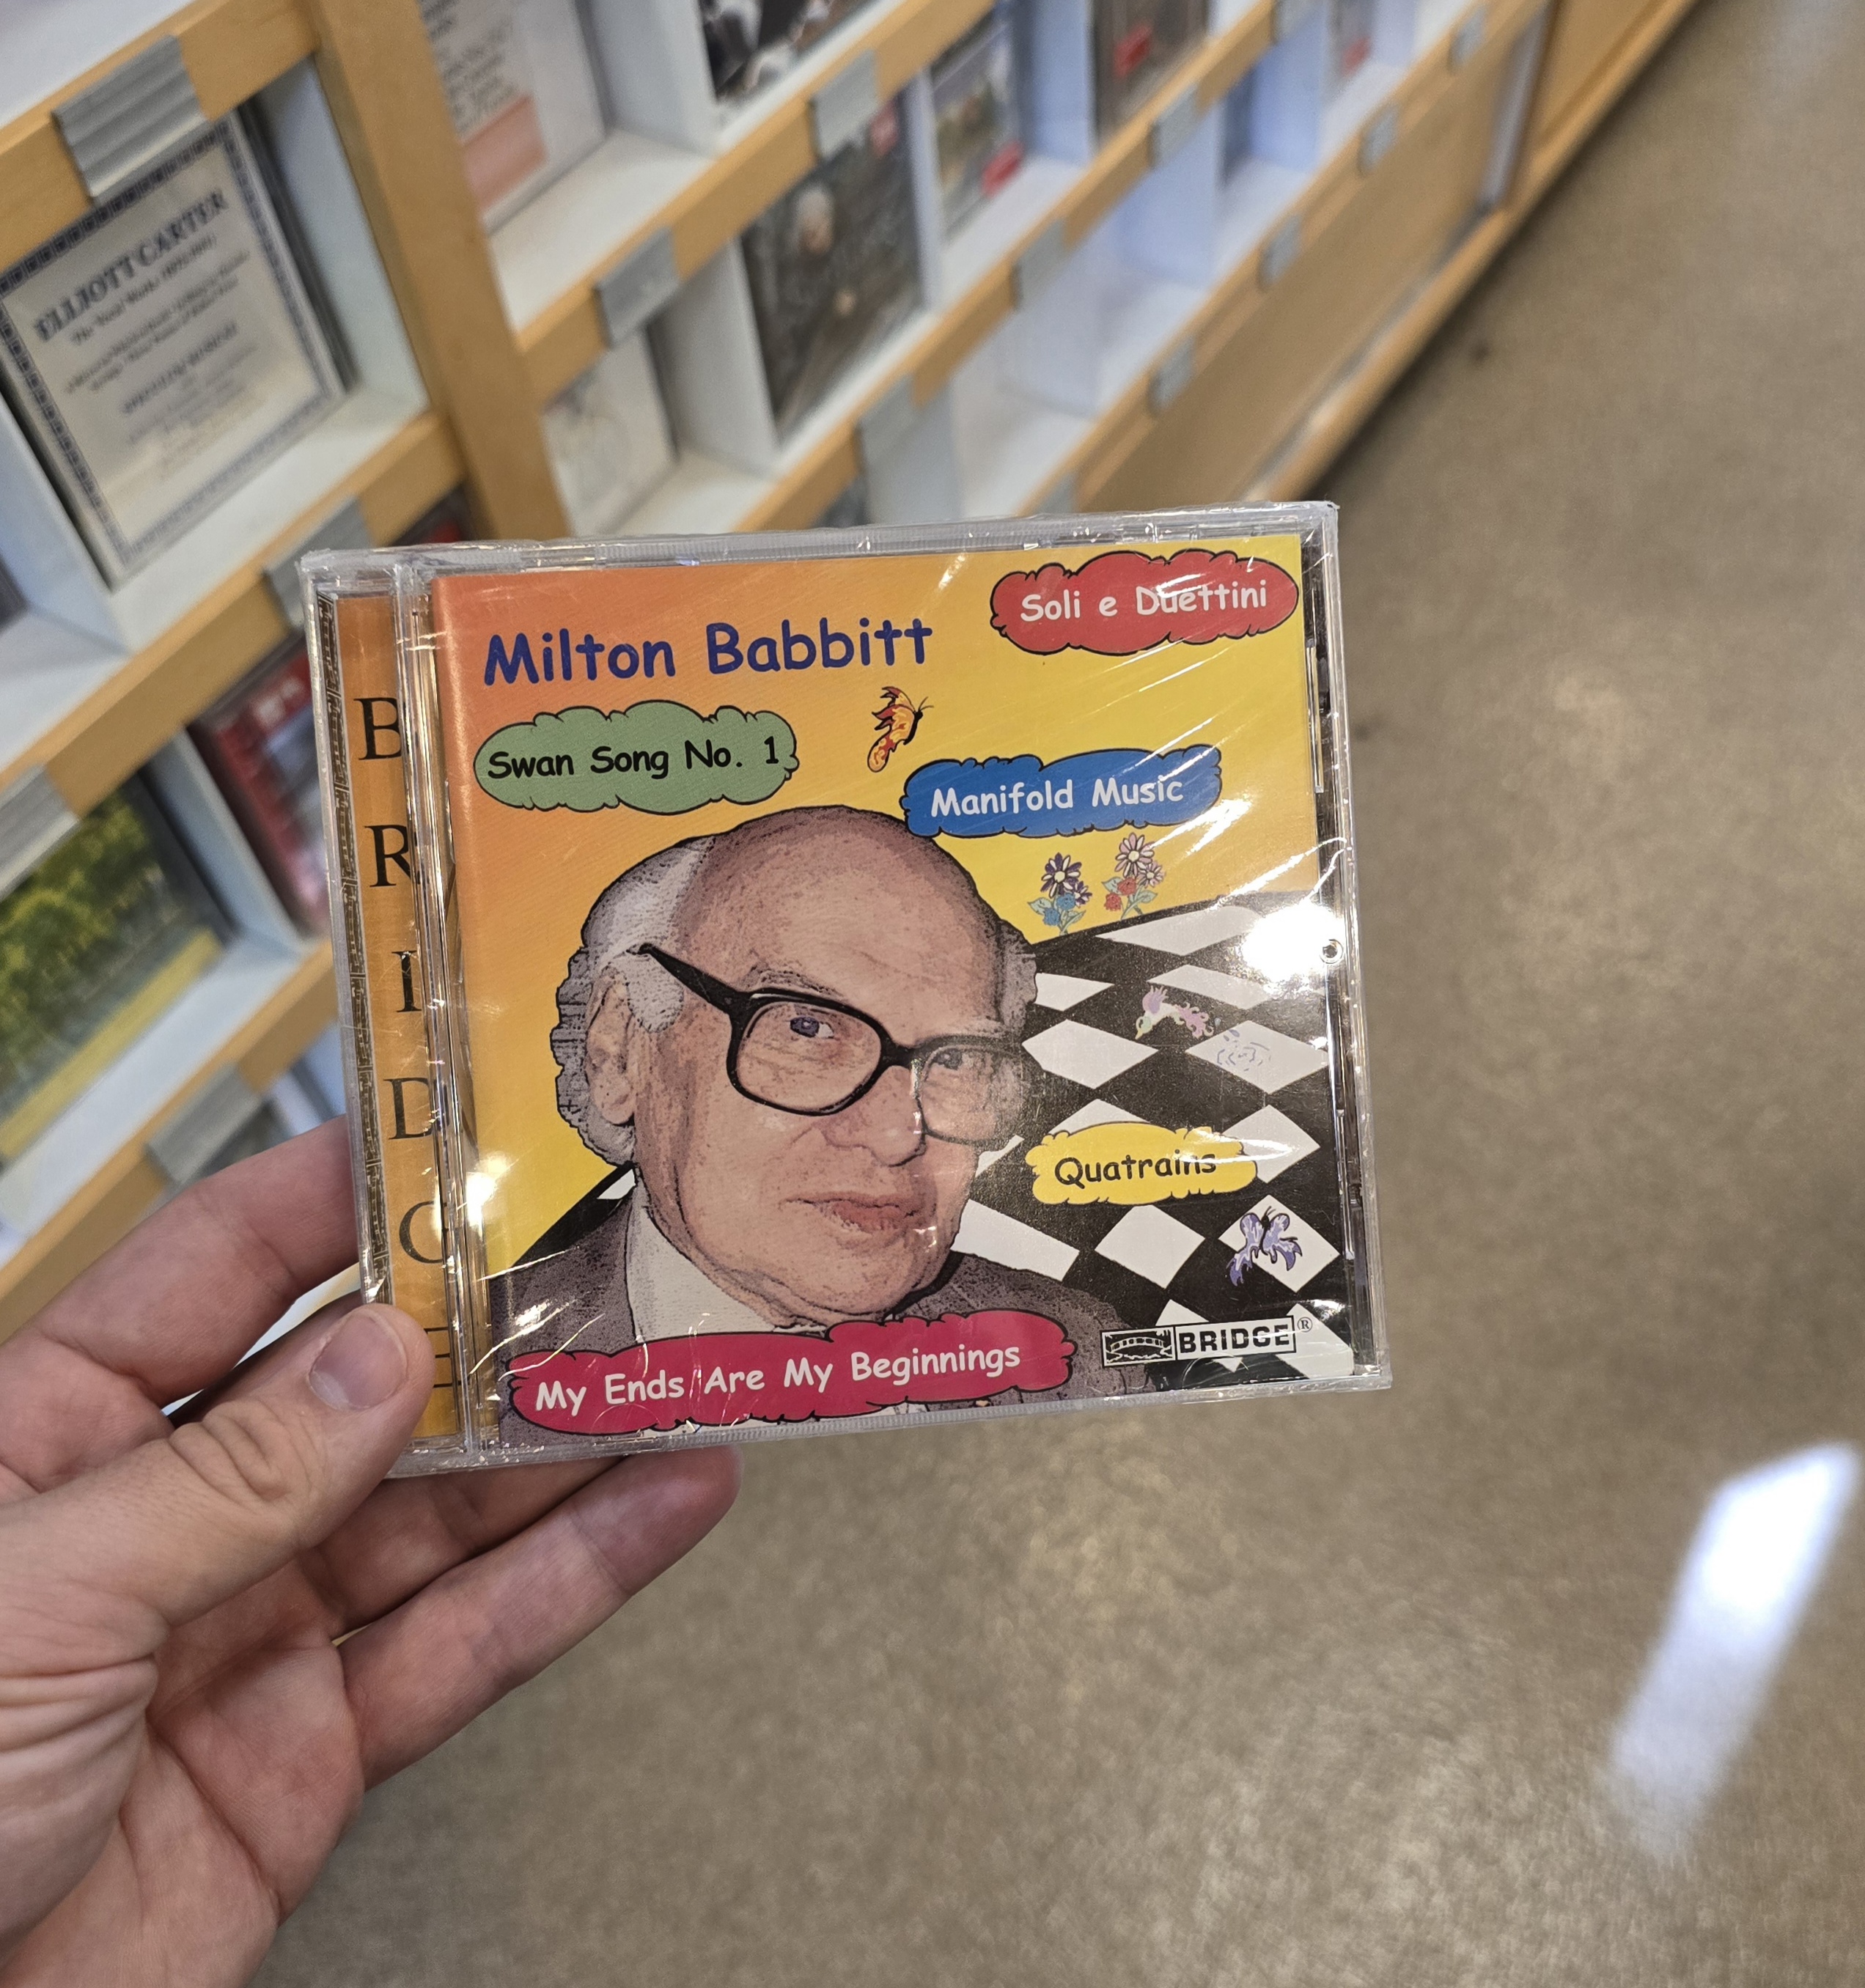 ELLIOTT CARTER
Milton Babbitt
Soli e Duettini
Swan Song No. 1
Manifold Music
Quatrains
My Ends Are My Beginnings
BRIDGE®
BRIDGE